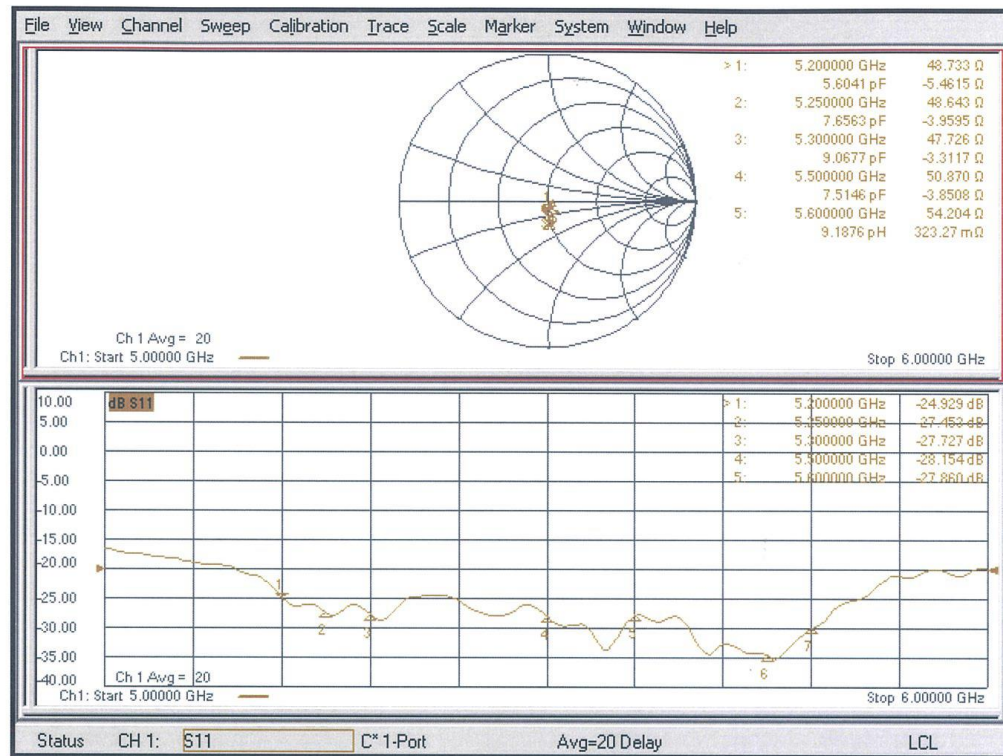 File View Channel Sweep Calibration Trace Scale Marker System Window Help
> 1: 5.200000 GHz 48.733 Ω
5.6041 pF -5.4615 Ω
2: 5.250000 GHz 48.643 Ω
7.6563 pF -3.9595 Ω
3: 5.300000 GHz 47.726 Ω
9.0677 pF -3.3117 Ω
4: 5.500000 GHz 50.870 Ω
7.5146 pF -3.8508 Ω
5: 5.600000 GHz 54.204 Ω
9.1876 pH 323.27 mΩ
Ch 1 Avg = 20
Ch1: Start 5.00000 GHz
Stop 6.00000 GHz
dB S11
10.00
5.00
0.00
-5.00
-10.00
-15.00
-20.00
-25.00
-30.00
-35.00
-40.00
> 1: 5.200000 GHz -24.929 dB
2: 5.250000 GHz -27.453 dB
3: 5.300000 GHz -27.727 dB
4: 5.500000 GHz -28.154 dB
5: 5.600000 GHz -27.860 dB
1
2
3
4
5
6
7
Ch 1 Avg = 20
Ch1: Start 5.00000 GHz
Stop 6.00000 GHz
Status CH 1: S11 C* 1-Port Avg=20 Delay LCL